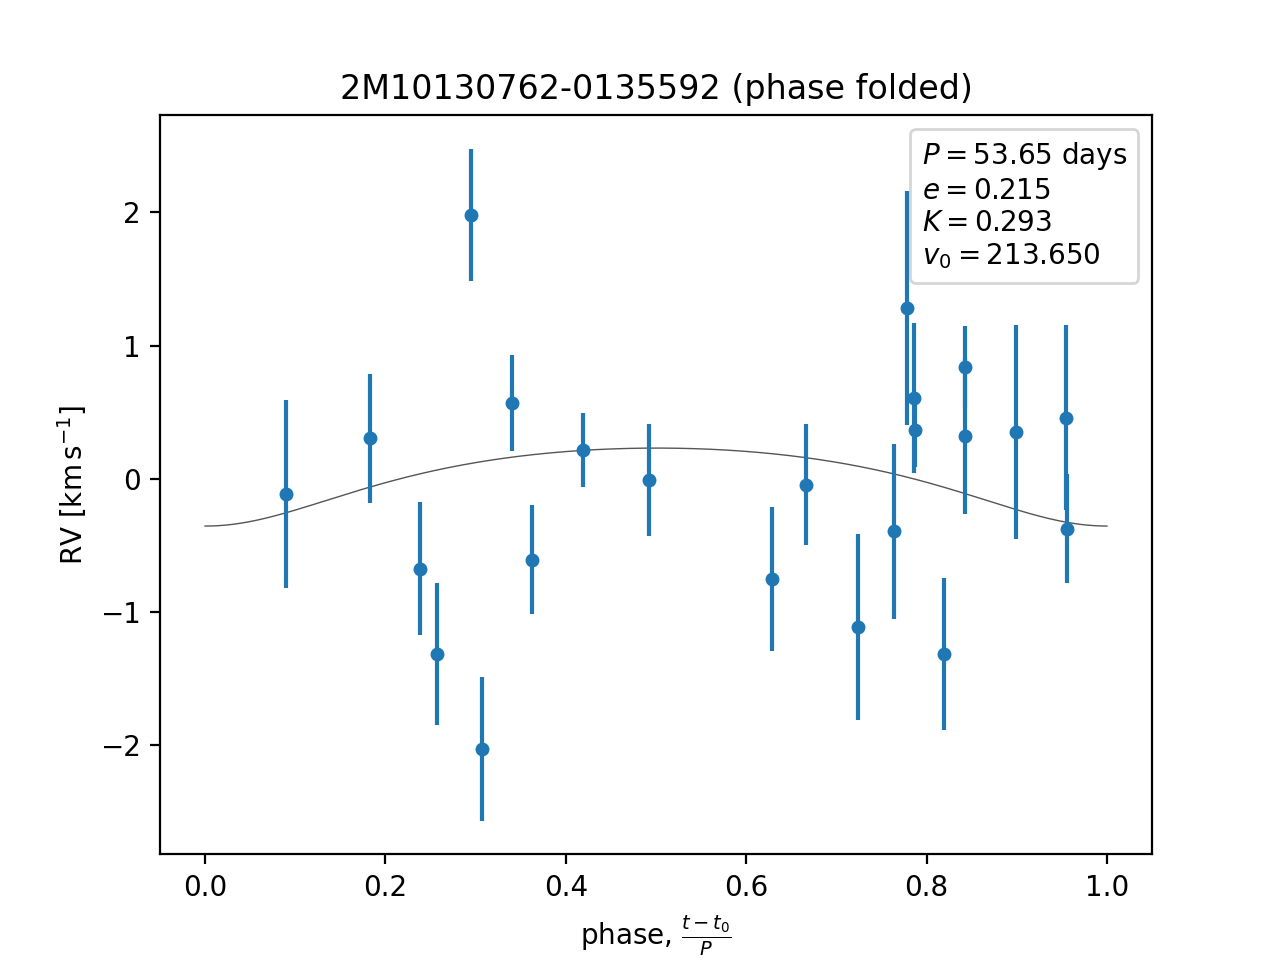 2M10130762-0135592 (phase folded)
P = 53.65 days
e = 0.215
K = 0.293
v₀ = 213.650
2
1
0
−1
−2
RV [km s⁻¹]
0.0 0.2 0.4 0.6 0.8 1.0
phase, (t − t₀)/P